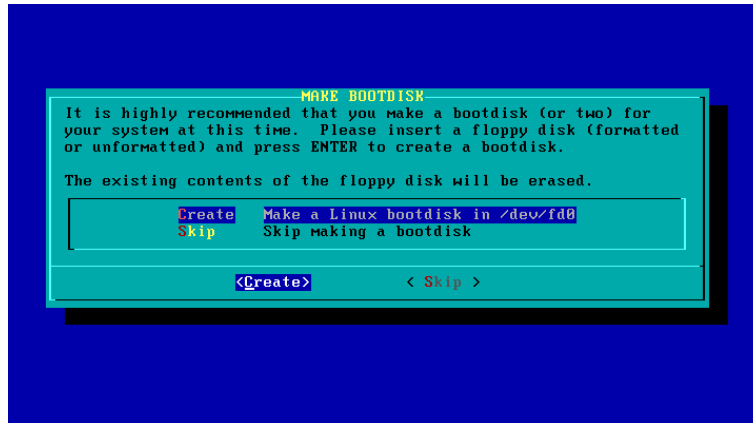 MAKE BOOTDISK
It is highly recommended that you make a bootdisk (or two) for
your system at this time.  Please insert a floppy disk (formatted
or unformatted) and press ENTER to create a bootdisk.
The existing contents of the floppy disk will be erased.
Create Make a Linux bootdisk in /dev/fd0
Skip Skip making a bootdisk
<Create> < Skip >